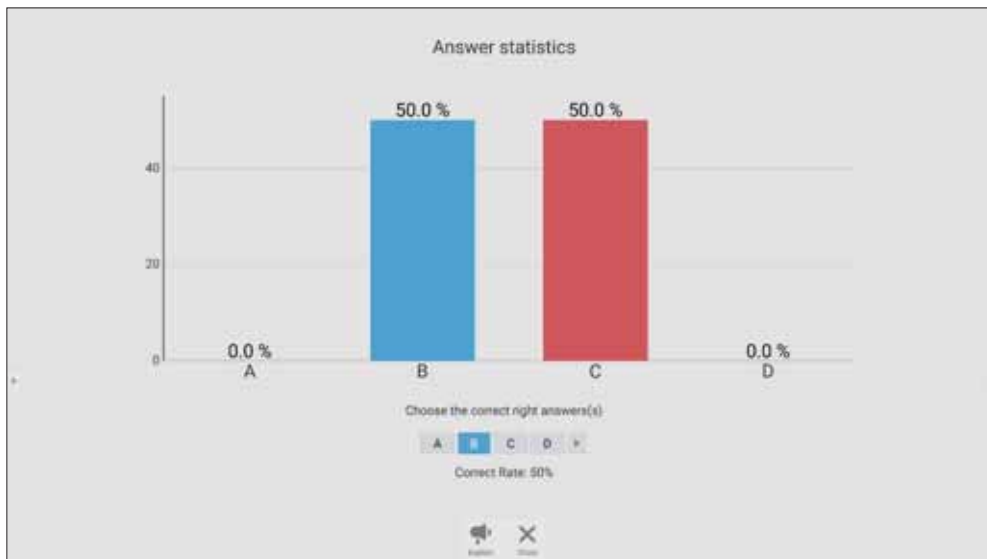 Answer statistics
50.0 % 50.0 %
40
20
0 0.0 % 0.0 %
A B C D
Choose the correct right answers(s)
A B C D
Correct Rate: 50%